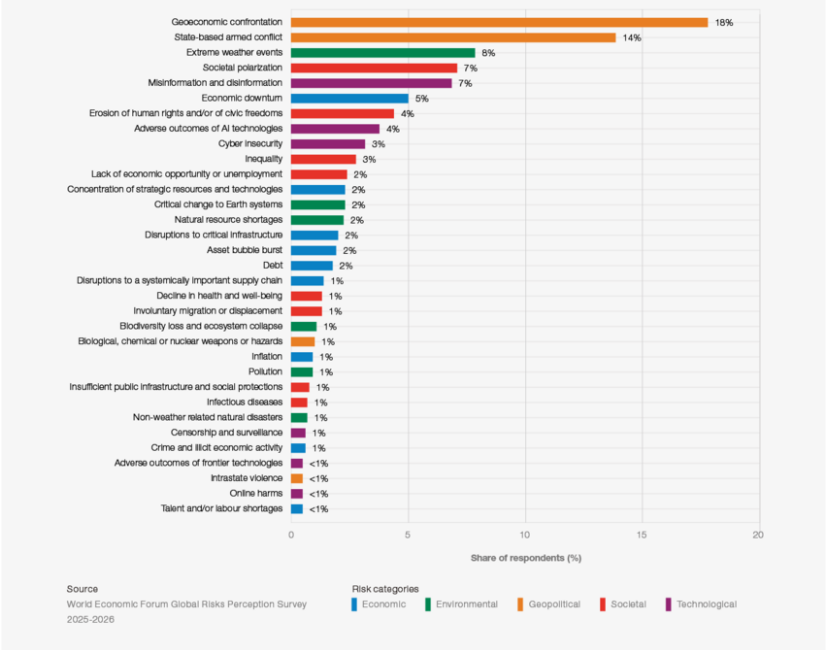 Geoeconomic confrontation 18%
State-based armed conflict 14%
Extreme weather events 8%
Societal polarization 7%
Misinformation and disinformation 7%
Economic downturn 5%
Erosion of human rights and/or of civic freedoms 4%
Adverse outcomes of AI technologies 4%
Cyber insecurity 3%
Inequality 3%
Lack of economic opportunity or unemployment 2%
Concentration of strategic resources and technologies 2%
Critical change to Earth systems 2%
Natural resource shortages 2%
Disruptions to critical infrastructure 2%
Asset bubble burst 2%
Debt 2%
Disruptions to a systemically important supply chain 1%
Decline in health and well-being 1%
Involuntary migration or displacement 1%
Biodiversity loss and ecosystem collapse 1%
Biological, chemical or nuclear weapons or hazards 1%
Inflation 1%
Pollution 1%
Insufficient public infrastructure and social protections 1%
Infectious diseases 1%
Non-weather related natural disasters 1%
Censorship and surveillance 1%
Crime and illicit economic activity 1%
Adverse outcomes of frontier technologies <1%
Intrastate violence <1%
Online harms <1%
Talent and/or labour shortages <1%
0 5 10 15 20
Share of respondents (%)
Source
World Economic Forum Global Risks Perception Survey
2025-2026
Risk categories
Economic Environmental Geopolitical Societal Technological